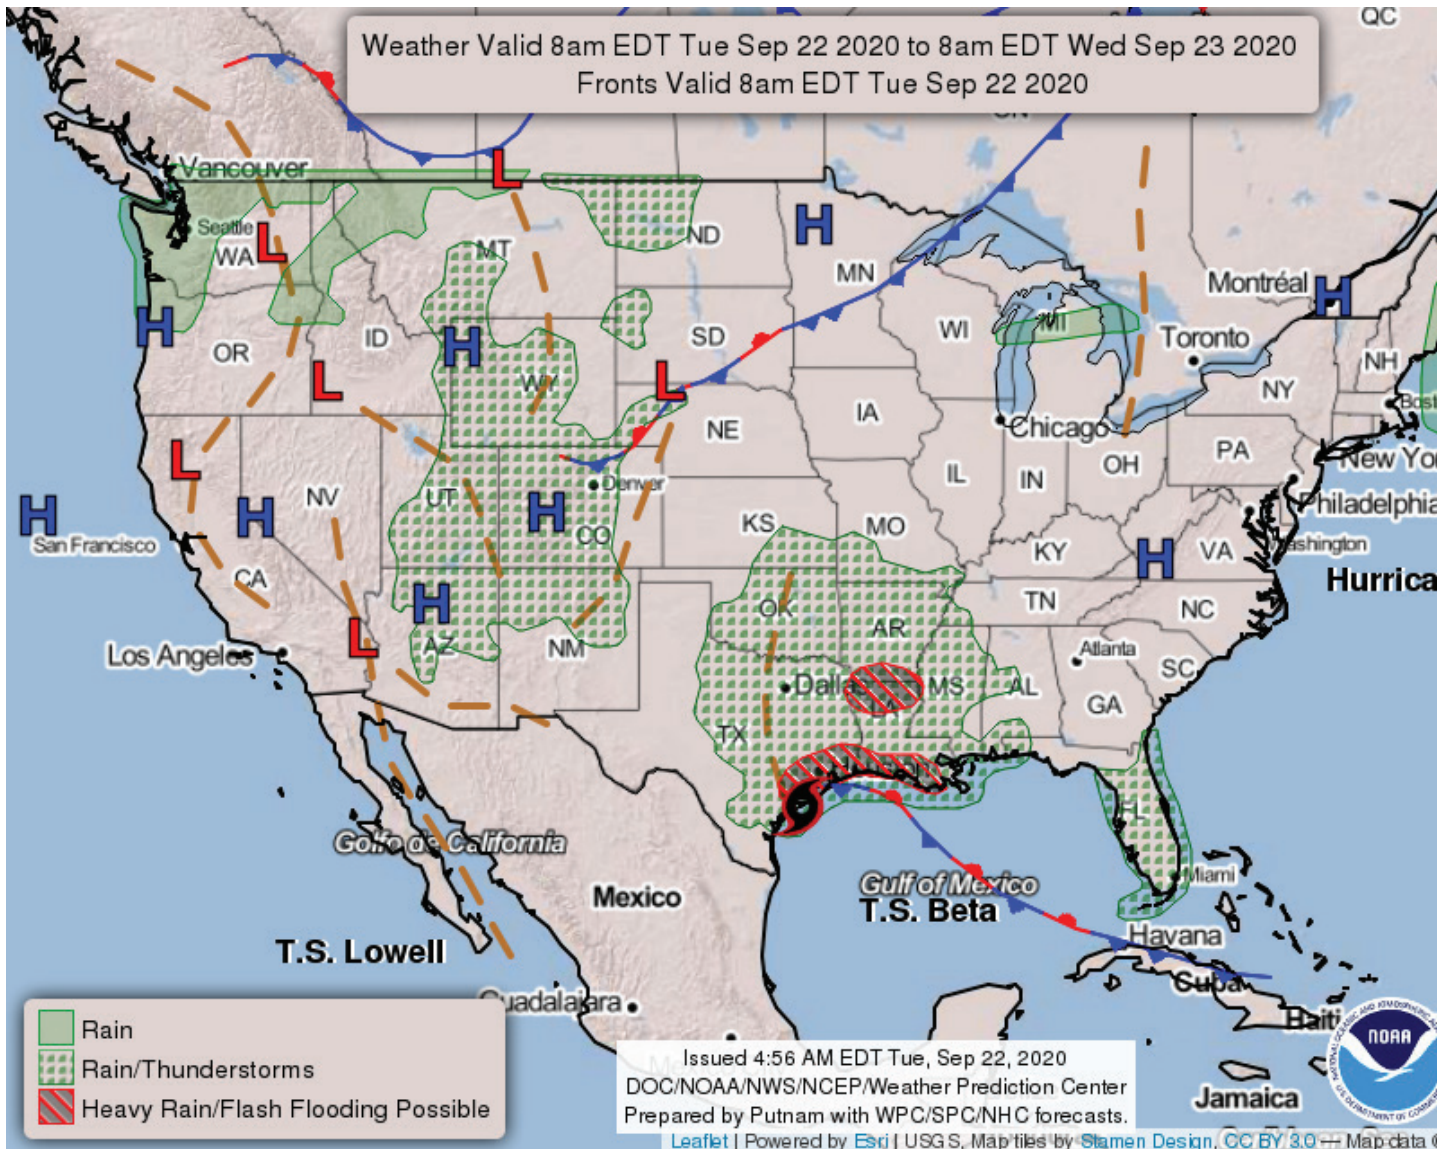 QC
Weather Valid 8am EDT Tue Sep 22 2020 to 8am EDT Wed Sep 23 2020
Fronts Valid 8am EDT Tue Sep 22 2020
Vancouver
L
Seattle
WA
L
MT
ND
H
MN
Montréal
H
H
OR
ID
H
SD
WI
MI
Toronto
NH
L
WY
L
NE
IA
Chicago
NY
Bost
L
NV
UT
Denver
IL
IN
OH
PA
New Yo
H
San Francisco
H
H
CO
KS
MO
KY
H
VA
Philadelphia
ashington
CA
H
OK
AR
TN
NC
Hurrica
Los Angeles
L
AZ
NM
Dallas
MS
AL
Atlanta
SC
GA
TX
FL
Golfo de California
Mexico
Gulf of Mexico
T.S. Beta
Miami
T.S. Lowell
Havana
Cuba
Guadalajara
Haiti
Rain
Rain/Thunderstorms
Heavy Rain/Flash Flooding Possible
Issued 4:56 AM EDT Tue, Sep 22, 2020
DOC/NOAA/NWS/NCEP/Weather Prediction Center
Prepared by Putnam with WPC/SPC/NHC forecasts.
NOAA
Jamaica
Leaflet | Powered by Esri | USGS, Map tiles by Stamen Design, CC BY 3.0 — Map data ©